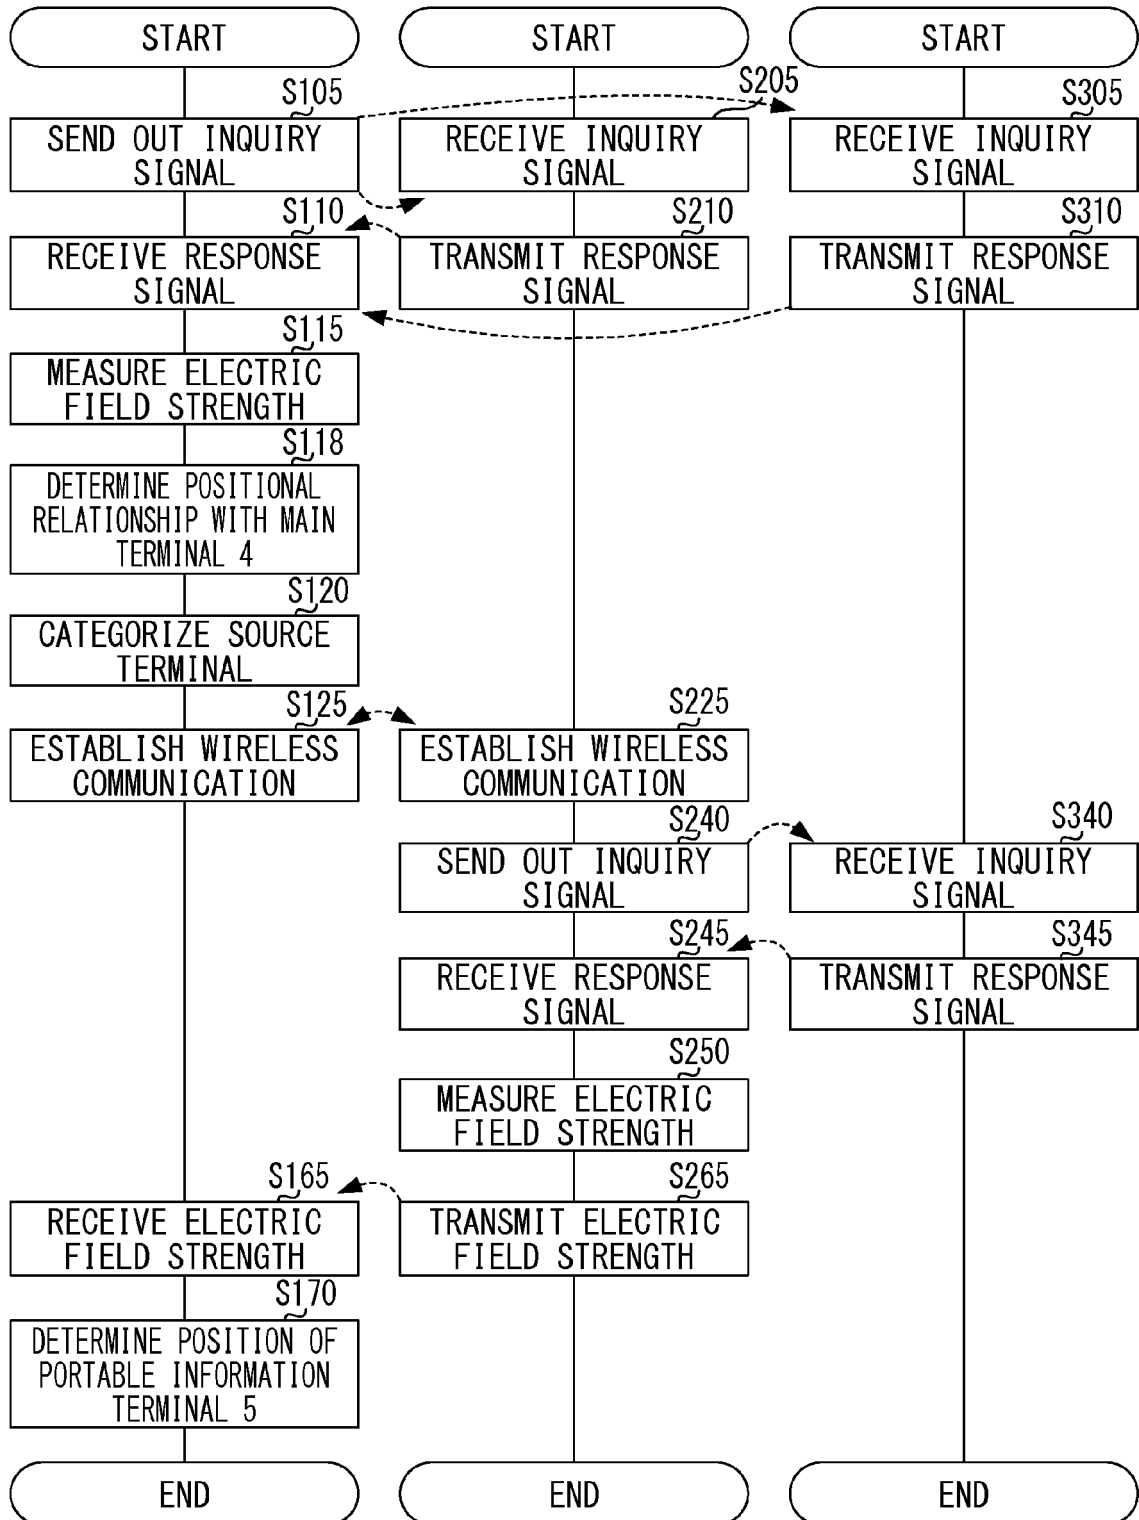 START
START
START
S105
S205
S305
SEND OUT INQUIRY
SIGNAL
RECEIVE INQUIRY
SIGNAL
RECEIVE INQUIRY
SIGNAL
S110
S210
S310
RECEIVE RESPONSE
SIGNAL
TRANSMIT RESPONSE
SIGNAL
TRANSMIT RESPONSE
SIGNAL
S115
MEASURE ELECTRIC
FIELD STRENGTH
S118
DETERMINE POSITIONAL
RELATIONSHIP WITH MAIN
TERMINAL 4
S120
CATEGORIZE SOURCE
TERMINAL
S125
S225
ESTABLISH WIRELESS
COMMUNICATION
ESTABLISH WIRELESS
COMMUNICATION
S240
S340
SEND OUT INQUIRY
SIGNAL
RECEIVE INQUIRY
SIGNAL
S245
S345
RECEIVE RESPONSE
SIGNAL
TRANSMIT RESPONSE
SIGNAL
S250
MEASURE ELECTRIC
FIELD STRENGTH
S165
S265
RECEIVE ELECTRIC
FIELD STRENGTH
TRANSMIT ELECTRIC
FIELD STRENGTH
S170
DETERMINE POSITION OF
PORTABLE INFORMATION
TERMINAL 5
END
END
END